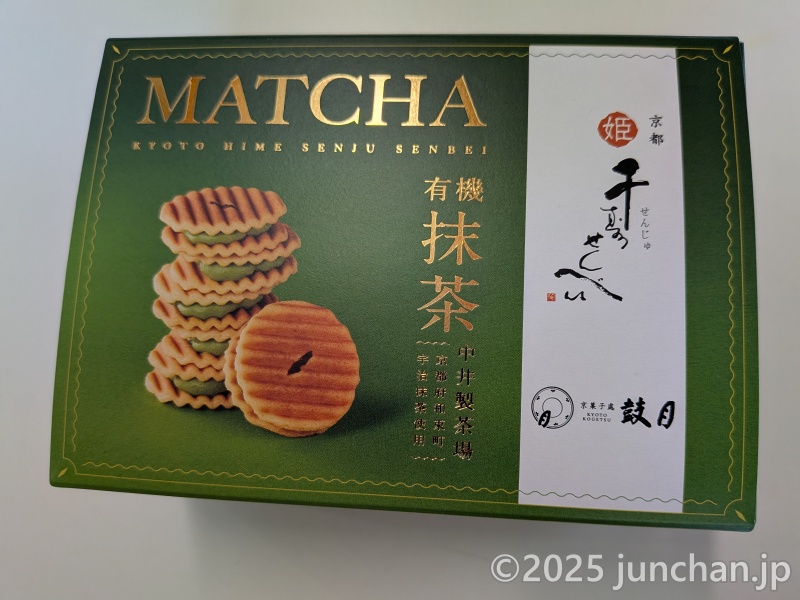 MATCHA
KYOTO HIME SENJU SENBEI
有機
抹茶
中井製茶場
京都府和束町
宇治抹茶使用
京都
姫
千寿せんべい
せんじゅ
京菓子處
KYOTO
KOGETSU
鼓月
©2025 junchan.jp